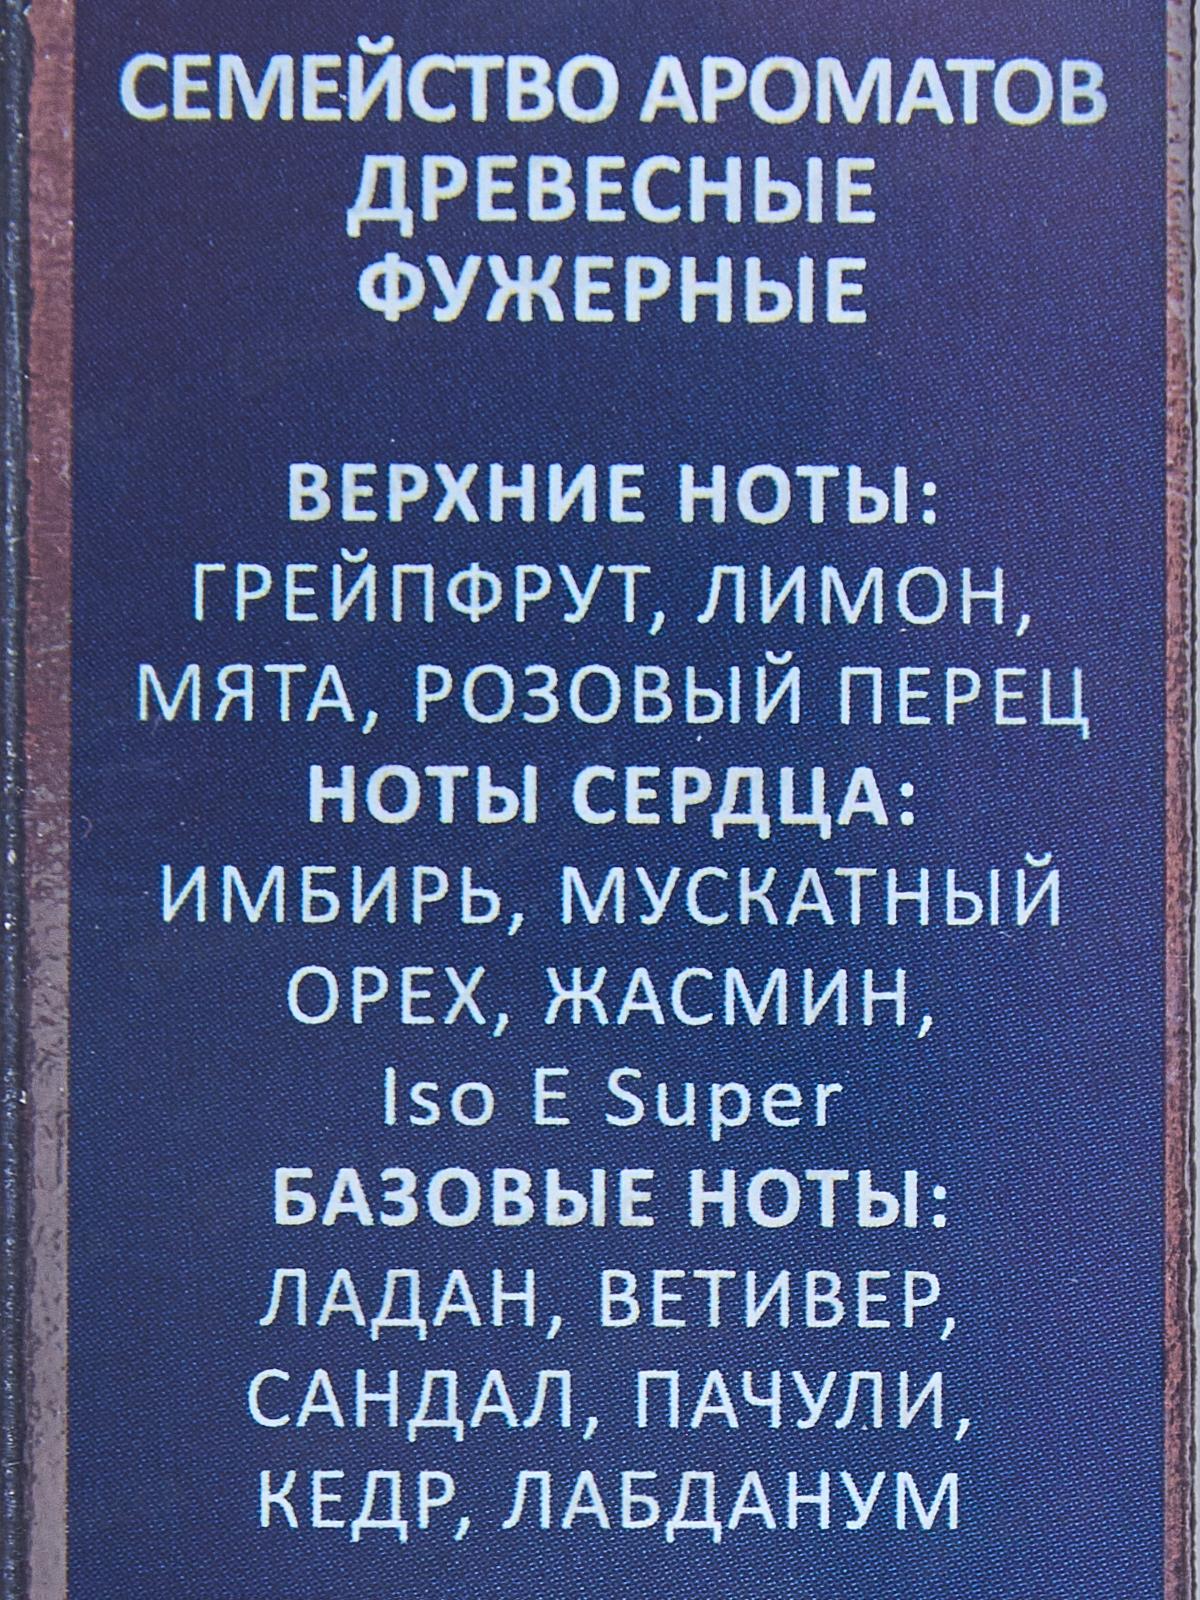 СЕМЕЙСТВО АРОМАТОВ
ДРЕВЕСНЫЕ
ФУЖЕРНЫЕ
ВЕРХНИЕ НОТЫ:
ГРЕЙПФРУТ, ЛИМОН,
МЯТА, РОЗОВЫЙ ПЕРЕЦ
НОТЫ СЕРДЦА:
ИМБИРЬ, МУСКАТНЫЙ
ОРЕХ, ЖАСМИН,
Iso E Super
БАЗОВЫЕ НОТЫ:
ЛАДАН, ВЕТИВЕР,
САНДАЛ, ПАЧУЛИ,
КЕДР, ЛАБДАНУМ